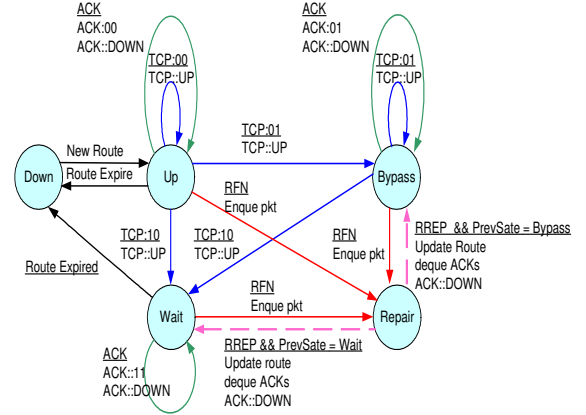 ACK
ACK:00
ACK::DOWN
ACK
ACK:01
ACK::DOWN
TCP:00
TCP::UP
TCP:01
TCP::UP
TCP:01
TCP::UP
New Route
Down
Route Expire
Up
Bypass
RFN
Enque pkt
RFN
Enque pkt
RREP && PrevSate = Bypass
Update Route
deque ACKs
ACK::DOWN
TCP:10
TCP::UP
TCP:10
TCP::UP
Route Expired
RFN
Enque pkt
Wait
Repair
RREP && PrevSate = Wait
Update route
deque ACKs
ACK::DOWN
ACK
ACK::11
ACK::DOWN